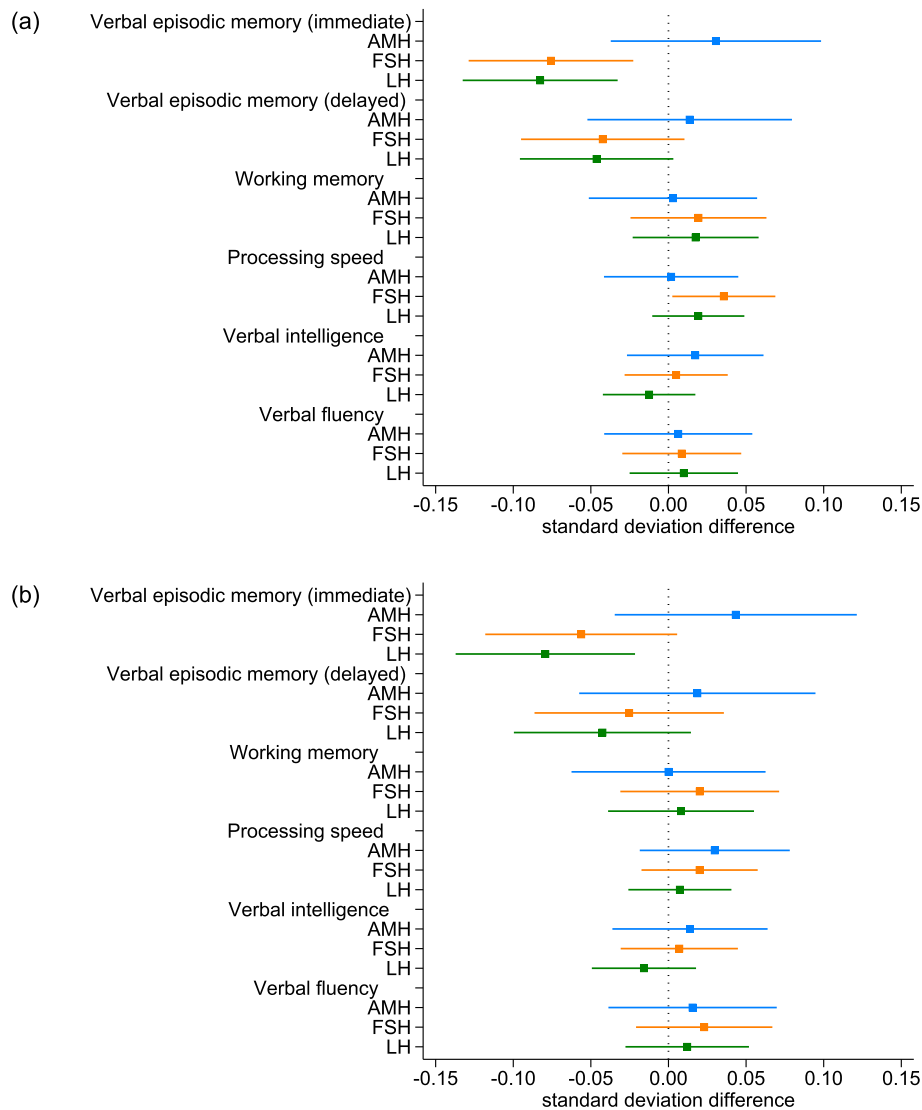 (a)
Verbal episodic memory (immediate)
AMH
FSH
LH
Verbal episodic memory (delayed)
AMH
FSH
LH
Working memory
AMH
FSH
LH
Processing speed
AMH
FSH
LH
Verbal intelligence
AMH
FSH
LH
Verbal fluency
AMH
FSH
LH
-0.15 -0.10 -0.05 0.00 0.05 0.10 0.15
standard deviation difference
(b)
Verbal episodic memory (immediate)
AMH
FSH
LH
Verbal episodic memory (delayed)
AMH
FSH
LH
Working memory
AMH
FSH
LH
Processing speed
AMH
FSH
LH
Verbal intelligence
AMH
FSH
LH
Verbal fluency
AMH
FSH
LH
-0.15 -0.10 -0.05 0.00 0.05 0.10 0.15
standard deviation difference